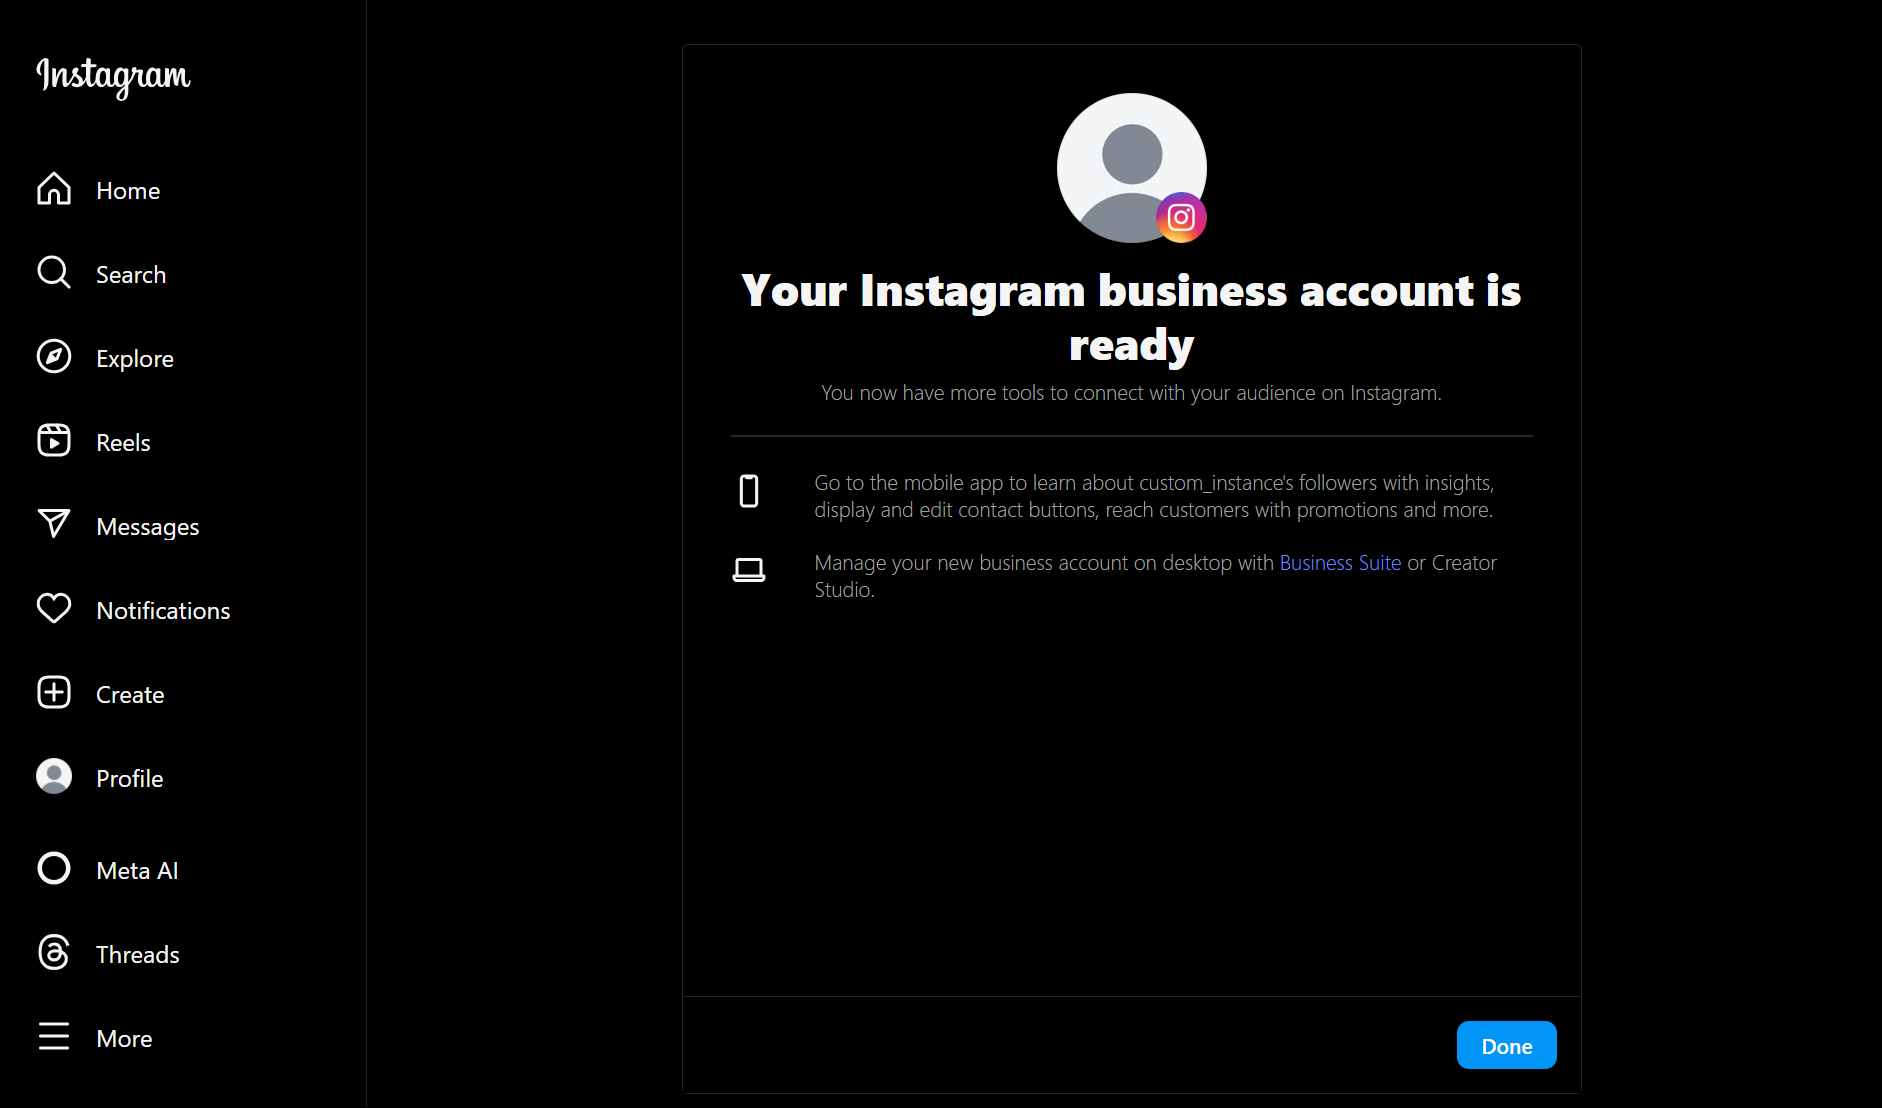 Instagram
Home
Search
Explore
Reels
Messages
Notifications
Create
Profile
Meta AI
Threads
More
Your Instagram business account is
ready
You now have more tools to connect with your audience on Instagram.
Go to the mobile app to learn about custom_instance's followers with insights,
display and edit contact buttons, reach customers with promotions and more.
Manage your new business account on desktop with Business Suite or Creator
Studio.
Done